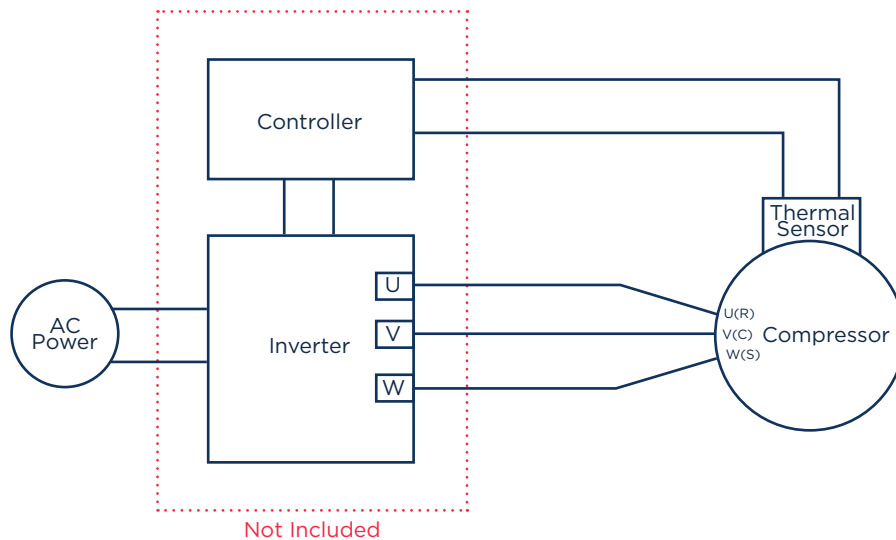 Controller
Thermal
Sensor
AC
Power
Inverter
U
V
W
U(R)
V(C)
W(S)
Compressor
Not Included